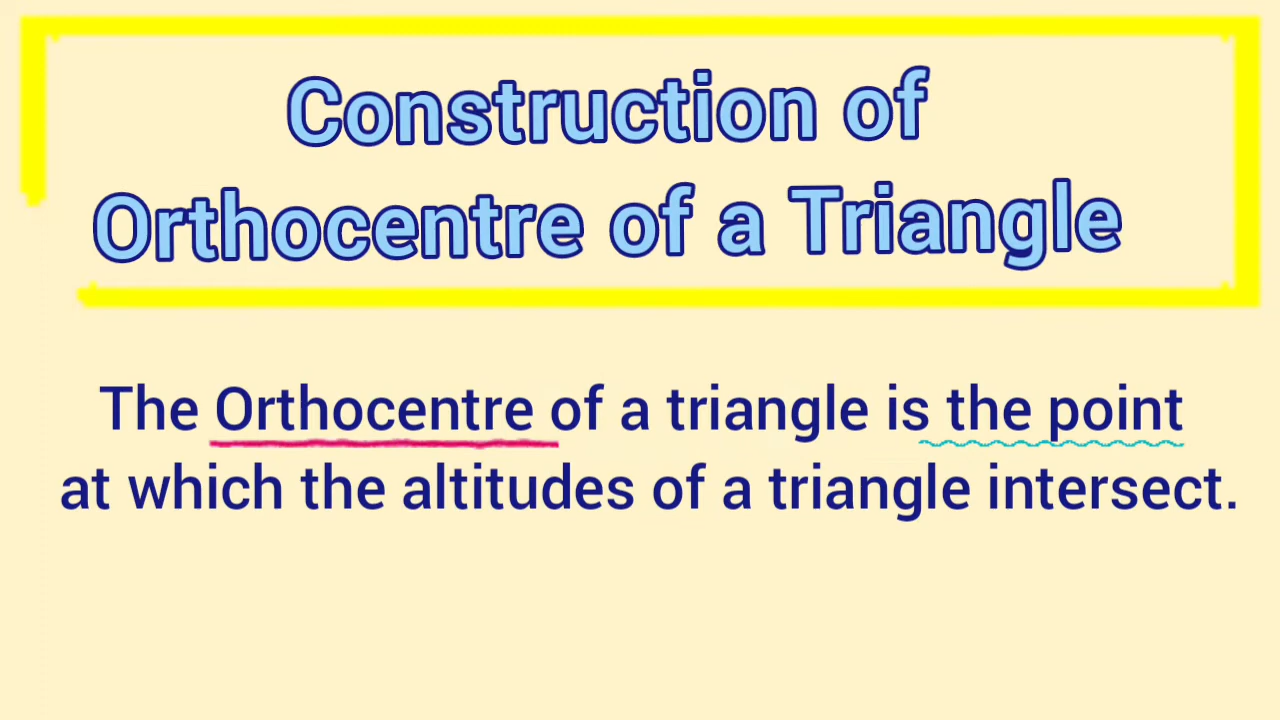 Construction of
Orthocentre of a Triangle
The Orthocentre of a triangle is the point
at which the altitudes of a triangle intersect.